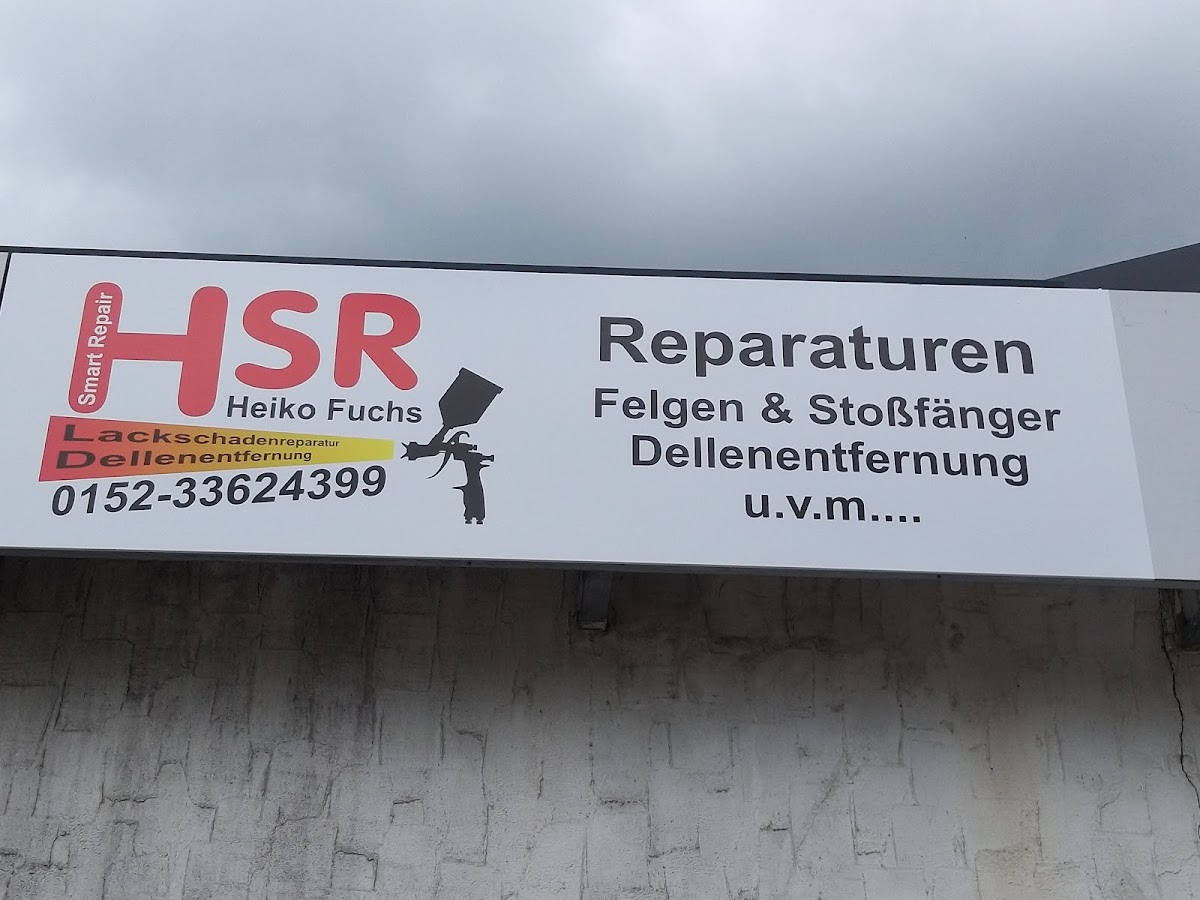 Smart Repair
HSR
Heiko Fuchs
Lackschadenreparatur
Dellenentfernung
0152-33624399
Reparaturen
Felgen & Stoßfänger
Dellenentfernung
u.v.m....